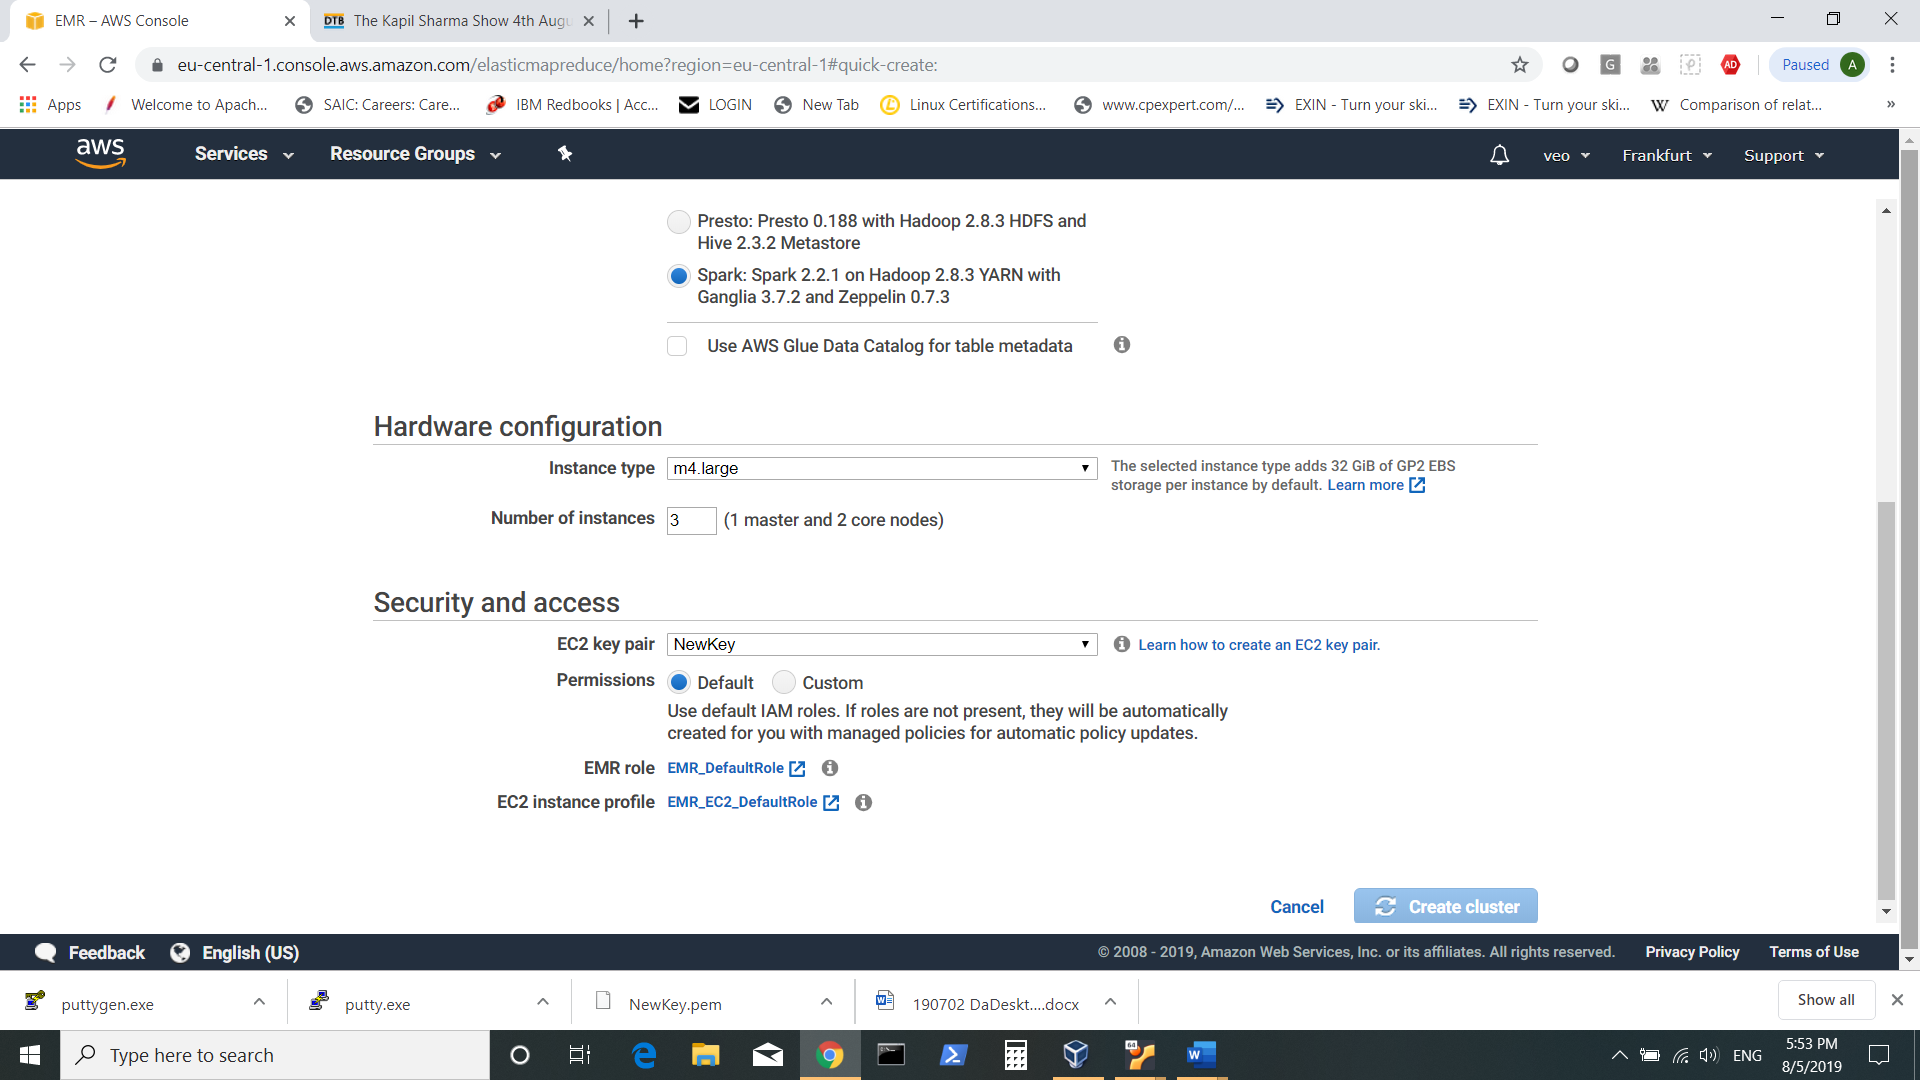 EMR – AWS Console
DTB The Kapil Sharma Show 4th Augu
eu-central-1.console.aws.amazon.com/elasticmapreduce/home?region=eu-central-1#quick-create:
G
P
AD
Paused A
Apps
Welcome to Apach...
SAIC: Careers: Care...
IBM Redbooks | Acc...
LOGIN
New Tab
Linux Certifications...
www.cpexpert.com/...
EXIN - Turn your ski...
EXIN - Turn your ski...
W Comparison of relat...
»
aws Services Resource Groups veo Frankfurt Support
Presto: Presto 0.188 with Hadoop 2.8.3 HDFS and
Hive 2.3.2 Metastore
Spark: Spark 2.2.1 on Hadoop 2.8.3 YARN with
Ganglia 3.7.2 and Zeppelin 0.7.3
Use AWS Glue Data Catalog for table metadata
Hardware configuration
Instance type m4.large The selected instance type adds 32 GiB of GP2 EBS
storage per instance by default. Learn more
Number of instances 3 (1 master and 2 core nodes)
Security and access
EC2 key pair NewKey Learn how to create an EC2 key pair.
Permissions Default Custom
Use default IAM roles. If roles are not present, they will be automatically
created for you with managed policies for automatic policy updates.
EMR role EMR_DefaultRole
EC2 instance profile EMR_EC2_DefaultRole
Cancel Create cluster
Feedback English (US) © 2008 - 2019, Amazon Web Services, Inc. or its affiliates. All rights reserved. Privacy Policy Terms of Use
puttygen.exe putty.exe NewKey.pem 190702 DaDeskt....docx Show all
Type here to search
64
ENG
5:53 PM
8/5/2019